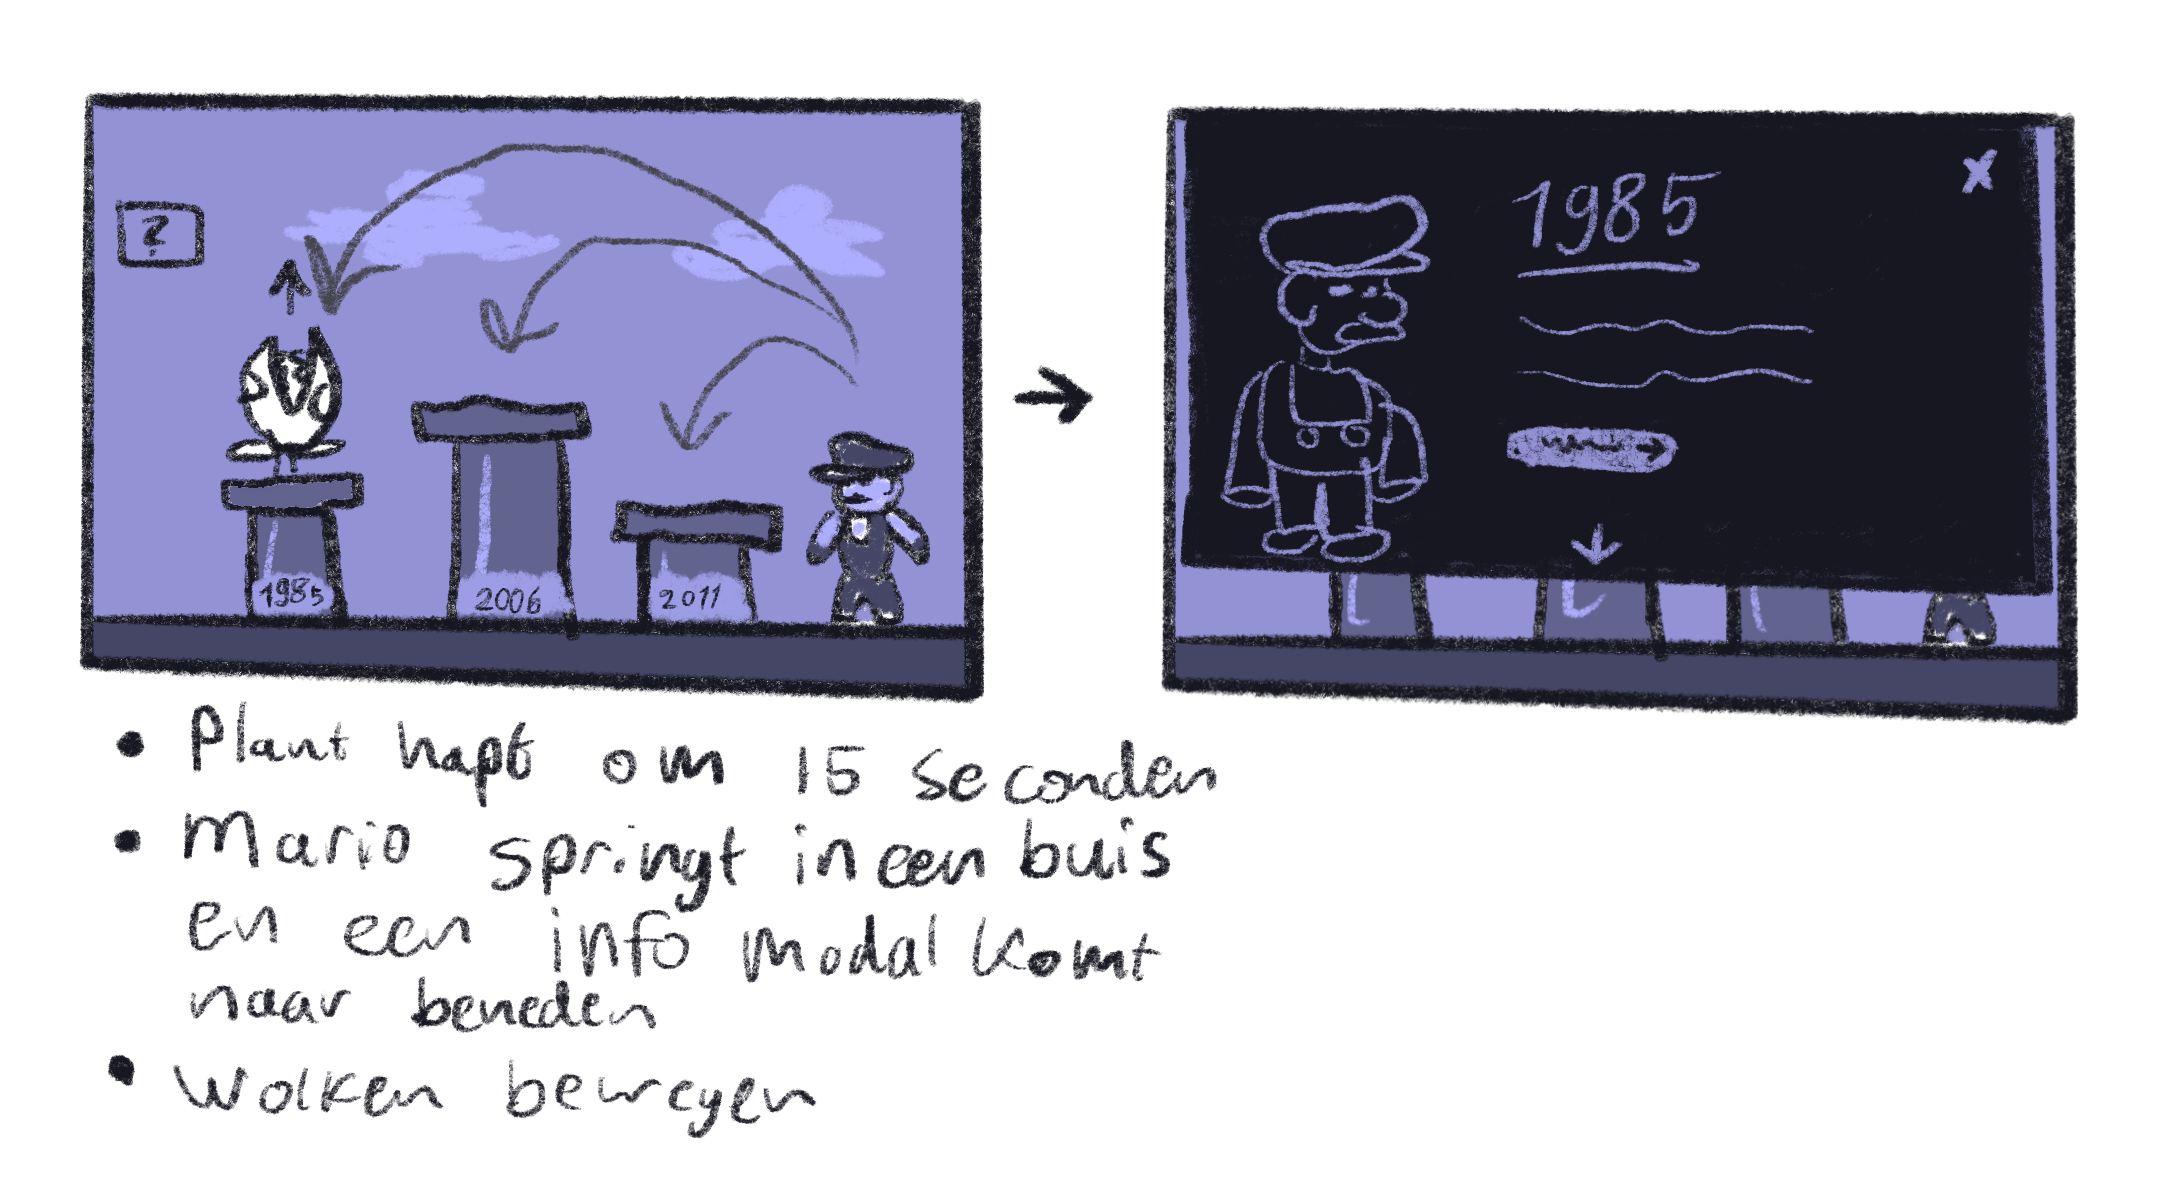 ?
1985
2006
2011
1985
x
• Plant hapt om 15 seconden
• Mario springt in een buis
en een info modal komt
naar beneden
• Wolken bewegen